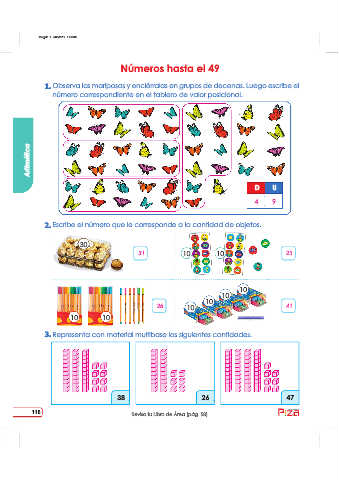 Números hasta el 49
1. Observa las mariposas y enciérralas en grupos de decenas. Luego escribe el
número correspondiente en el tablero de valor posicional.
Aritmética
D U
4 9
2. Escribe el número que le corresponde a la cantidad de objetos.
30
31
10 10
23
10 10
26
10 10 10 10
41
3. Representa con material multibase las siguientes cantidades.
38 26 47
118
Revisa tu Libro de Área (pág. 58)
PIZA